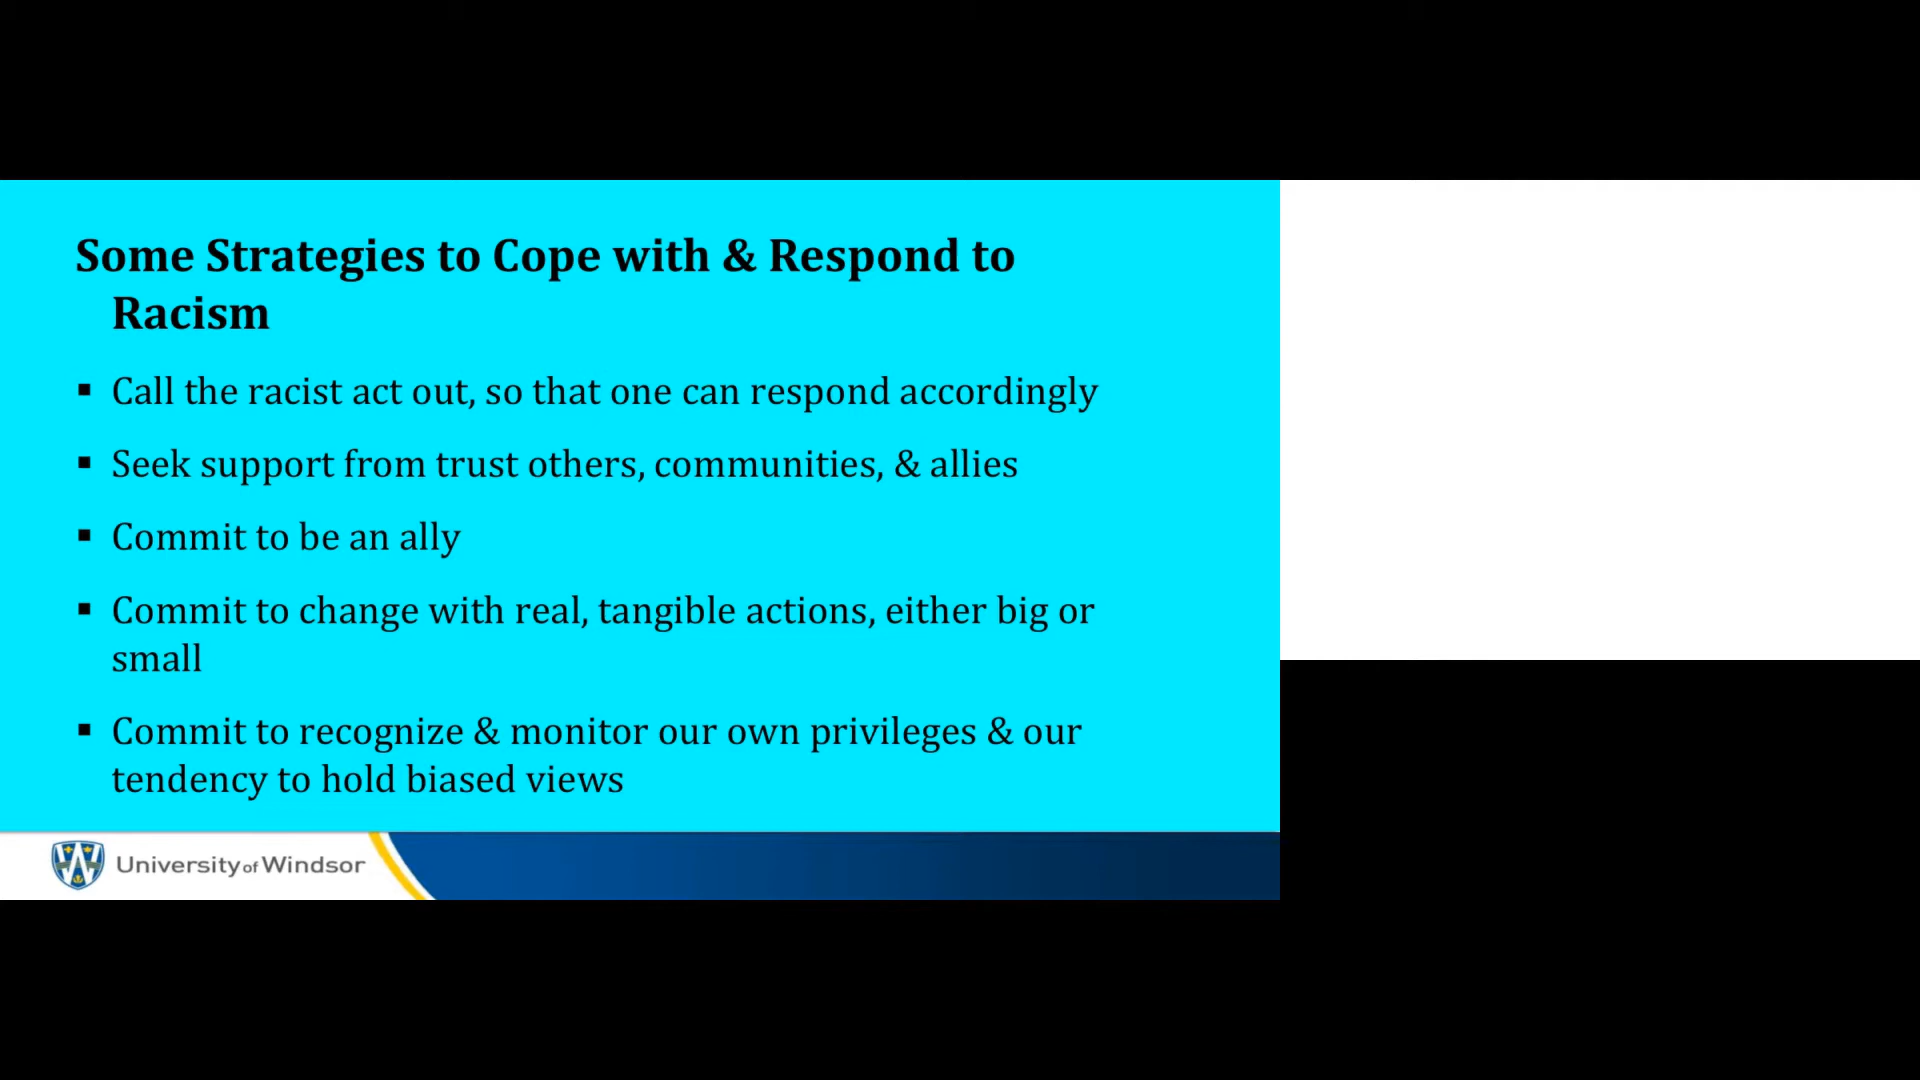 Some Strategies to Cope with & Respond to
Racism
▪ Call the racist act out, so that one can respond accordingly
▪ Seek support from trust others, communities, & allies
▪ Commit to be an ally
▪ Commit to change with real, tangible actions, either big or
small
▪ Commit to recognize & monitor our own privileges & our
tendency to hold biased views
University of Windsor